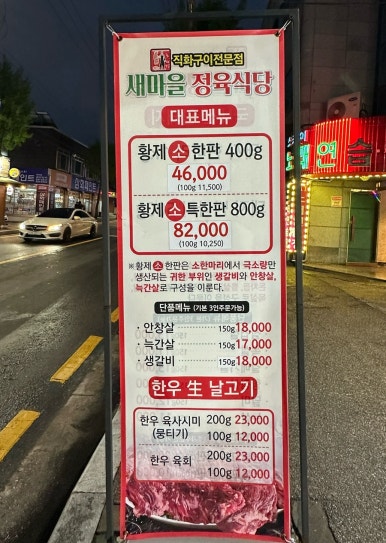 직화구이전문점
새마을 정육식당
대표메뉴
황제 소 한판 400g
46,000
(100g 11,500)
황제 소 특한판 800g
82,000
(100g 10,250)
※황제 소 한판은 소한마리에서 극소량만
생산되는 귀한 부위인 생갈비와 안창살,
늑간살로 구성을 이룬다.
단품메뉴 (기본 3인주문가능)
· 안창살 150g 18,000
· 늑간살 150g 17,000
· 생갈비 150g 18,000
한우 生 날고기
한우 육사시미 200g 23,000
(뭉티기) 100g 12,000
한우 육회 200g 23,000
100g 12,000